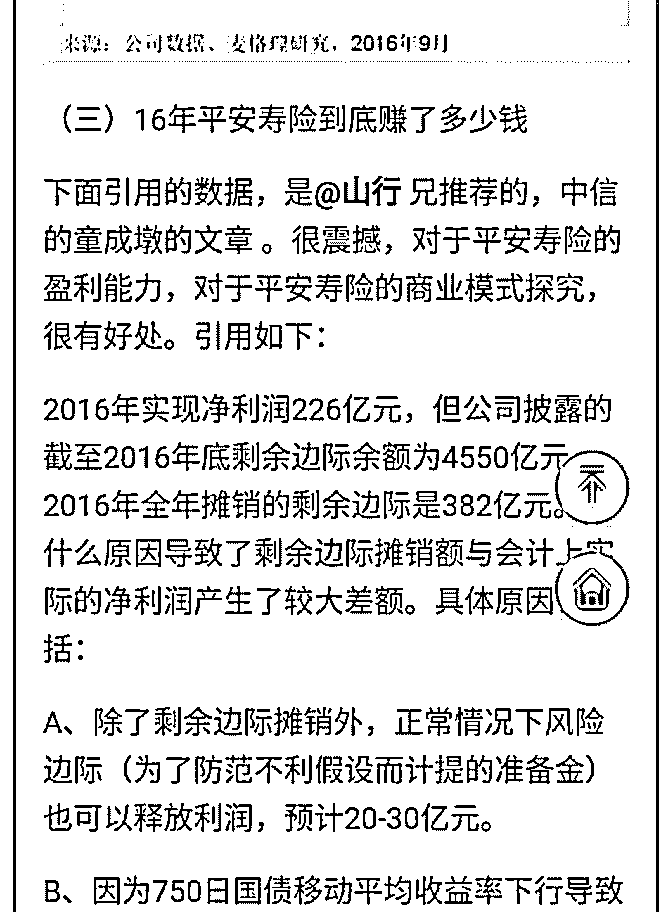 来源：公司数据、麦格理研究，2016年9月
（三）16年平安寿险到底赚了多少钱
下面引用的数据，是@山行 兄推荐的，中信
的童成墩的文章 。很震撼，对于平安寿险的
盈利能力，对于平安寿险的商业模式探究，
很有好处。引用如下：
2016年实现净利润226亿元，但公司披露的
截至2016年底剩余边际余额为4550亿元
2016年全年摊销的剩余边际是382亿元。
什么原因导致了剩余边际摊销额与会计上实
际的净利润产生了较大差额。具体原因
括：
A、除了剩余边际摊销外，正常情况下风险
边际（为了防范不利假设而计提的准备金）
也可以释放利润，预计20-30亿元。
B、因为750日国债移动平均收益率下行导致